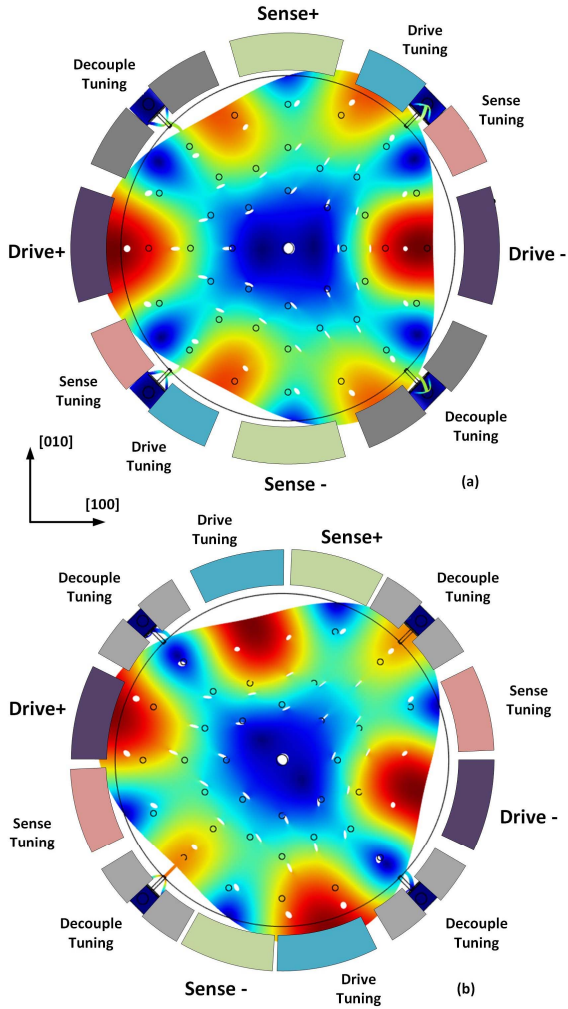 Sense+
Drive
Tuning
Decouple
Tuning
Sense
Tuning
Drive+
Drive -
Sense
Tuning
Decouple
Tuning
Drive
Tuning
Sense -
(a)
[010]
[100]
Drive
Tuning
Sense+
Decouple
Tuning
Decouple
Tuning
Drive+
Sense
Tuning
Drive -
Sense
Tuning
Decouple
Tuning
Decouple
Tuning
Drive
Tuning
Sense -
(b)